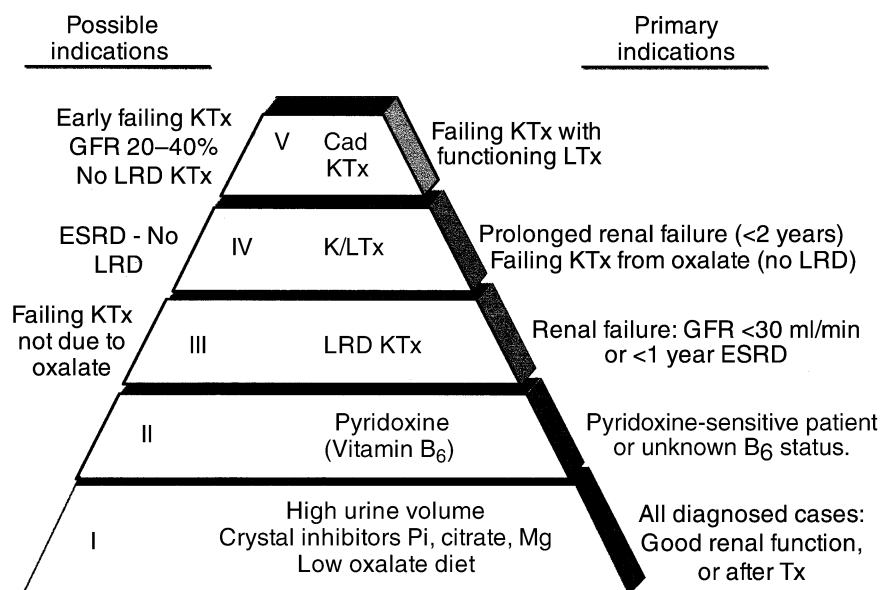 Possible
indications
Primary
indications
Early failing KTx
GFR 20–40%
No LRD KTx
V
Cad
KTx
Failing KTx with
functioning LTx
ESRD - No
LRD
IV
K/LTx
Prolonged renal failure (<2 years)
Failing KTx from oxalate (no LRD)
Failing KTx
not due to
oxalate
III
LRD KTx
Renal failure: GFR <30 ml/min
or <1 year ESRD
II
Pyridoxine
(Vitamin B6)
Pyridoxine-sensitive patient
or unknown B6 status.
I
High urine volume
Crystal inhibitors Pi, citrate, Mg
Low oxalate diet
All diagnosed cases:
Good renal function,
or after Tx